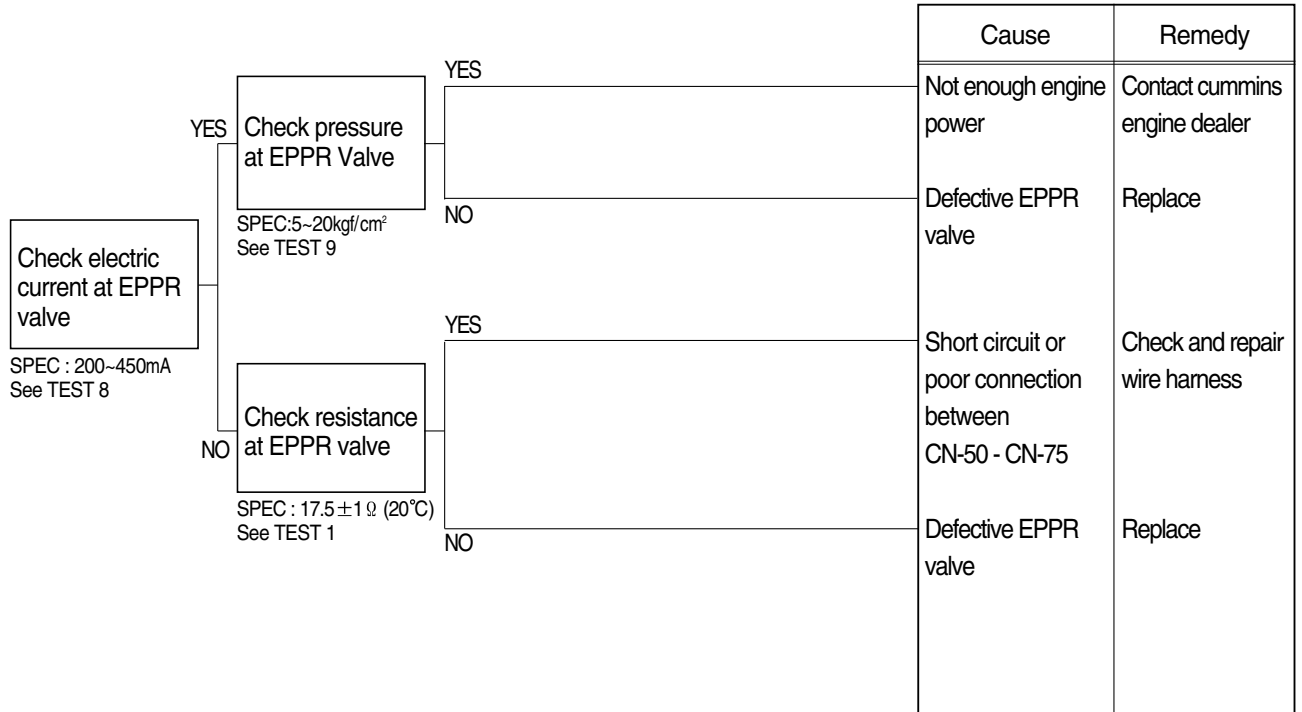 Cause
Remedy
YES
Not enough engine
power
Contact cummins
engine dealer
YES
Check pressure
at EPPR Valve
NO
SPEC:5~20kgf/cm²
See TEST 9
Defective EPPR
valve
Replace
Check electric
current at EPPR
valve
SPEC : 200~450mA
See TEST 8
YES
Short circuit or
poor connection
between
CN-50 - CN-75
Check and repair
wire harness
NO
Check resistance
at EPPR valve
SPEC : 17.5±1Ω (20°C)
See TEST 1
NO
Defective EPPR
valve
Replace